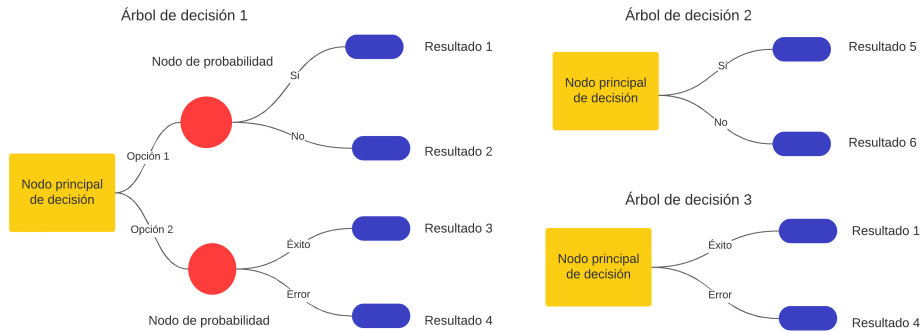 Árbol de decisión 1
Nodo de probabilidad
Si
Resultado 1
No
Resultado 2
Opción 1
Nodo principal
de decisión
Opción 2
Éxito
Resultado 3
Error
Resultado 4
Nodo de probabilidad
Árbol de decisión 2
Nodo principal
de decisión
Si
Resultado 5
No
Resultado 6
Árbol de decisión 3
Nodo principal
de decisión
Éxito
Resultado 1
Error
Resultado 4